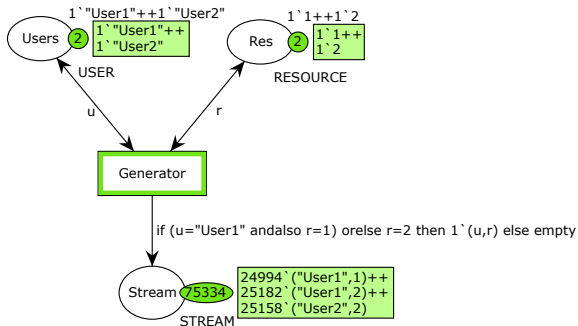 1`"User1"++1`"User2"
Users
2
1`"User1"++
1`"User2"
USER
1`1++1`2
Res
2
1`1++
1`2
RESOURCE
u
r
Generator
if (u="User1" andalso r=1) orelse r=2 then 1`(u,r) else empty
Stream
75334
24994`("User1",1)++
25182`("User1",2)++
25158`("User2",2)
STREAM